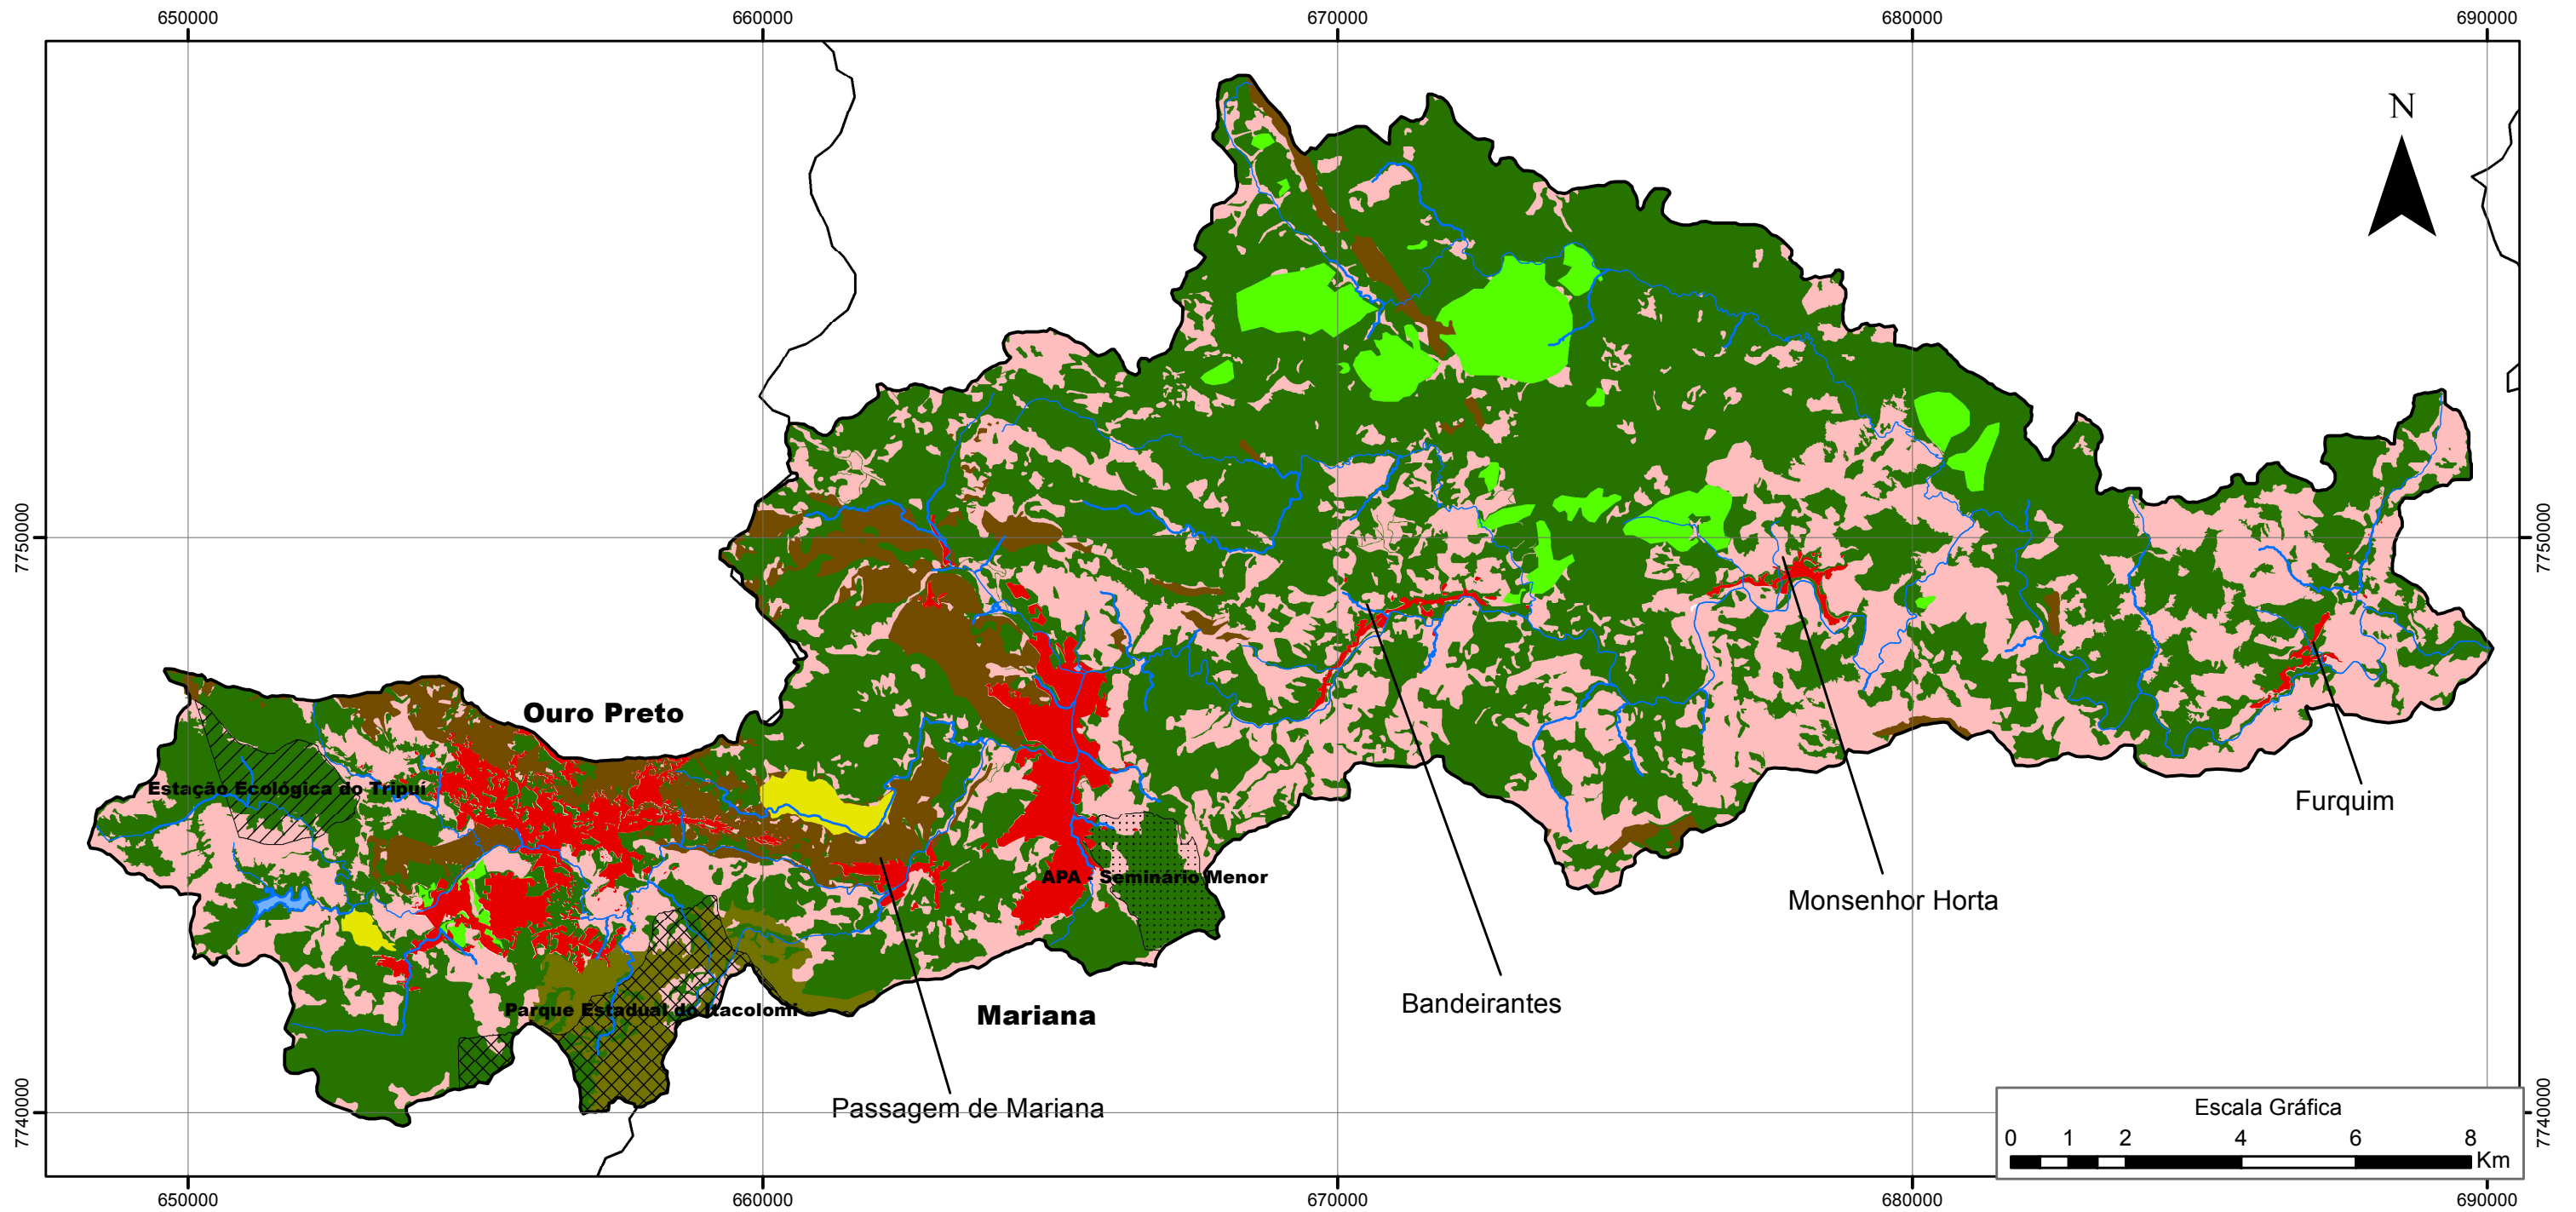 650000
660000
670000
680000
690000
N
7750000
7750000
Ouro Preto
Estação Ecológica do Tripuí
Furquim
APA - Seminário Menor
Monsenhor Horta
Bandeirantes
Parque Estadual do Itacolomi
Mariana
Passagem de Mariana
7740000
7740000
Escala Gráfica
0 1 2 4 6 8
Km
650000
660000
670000
680000
690000